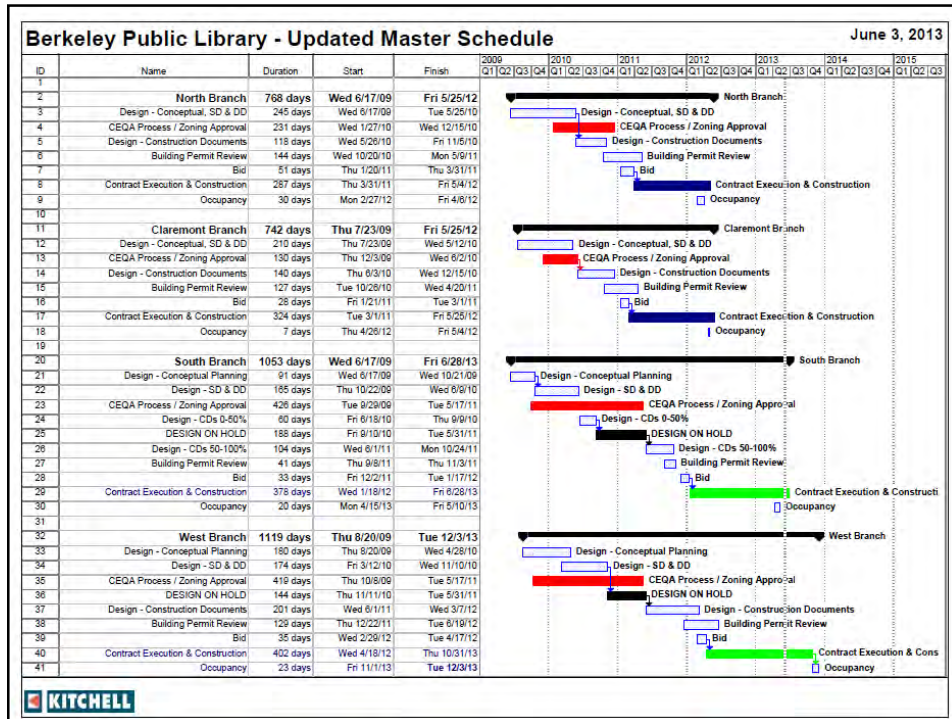 Berkeley Public Library - Updated Master Schedule June 3, 2013
2009 2010 2011 2012 2013 2014 2015
ID Name Duration Start Finish Q1 Q2 Q3 Q4 Q1 Q2 Q3 Q4 Q1 Q2 Q3 Q4 Q1 Q2 Q3 Q4 Q1 Q2 Q3 Q4 Q1 Q2 Q3 Q4 Q1 Q2 Q3
1
2 North Branch 768 days Wed 6/17/09 Fri 5/25/12 North Branch
3 Design - Conceptual, SD & DD 245 days Wed 6/17/09 Tue 5/25/10 Design - Conceptual, SD & DD
4 CEQA Process / Zoning Approval 231 days Wed 1/27/10 Wed 12/15/10 CEQA Process / Zoning Approval
5 Design - Construction Documents 118 days Wed 5/26/10 Fri 11/5/10 Design - Construction Documents
6 Building Permit Review 144 days Wed 10/20/10 Mon 5/9/11 Building Permit Review
7 Bid 51 days Thu 1/20/11 Thu 3/31/11 Bid
8 Contract Execution & Construction 287 days Thu 3/31/11 Fri 5/4/12 Contract Execution & Construction
9 Occupancy 30 days Mon 2/27/12 Fri 4/6/12 Occupancy
10
11 Claremont Branch 742 days Thu 7/23/09 Fri 5/25/12 Claremont Branch
12 Design - Conceptual, SD & DD 210 days Thu 7/23/09 Wed 5/12/10 Design - Conceptual, SD & DD
13 CEQA Process / Zoning Approval 130 days Thu 12/3/09 Wed 6/2/10 CEQA Process / Zoning Approval
14 Design - Construction Documents 140 days Thu 6/3/10 Wed 12/15/10 Design - Construction Documents
15 Building Permit Review 127 days Tue 10/26/10 Wed 4/20/11 Building Permit Review
16 Bid 28 days Fri 1/21/11 Tue 3/1/11 Bid
17 Contract Execution & Construction 324 days Tue 3/1/11 Fri 5/25/12 Contract Execution & Construction
18 Occupancy 7 days Thu 4/26/12 Fri 5/4/12 Occupancy
19
20 South Branch 1053 days Wed 6/17/09 Fri 6/28/13 South Branch
21 Design - Conceptual Planning 91 days Wed 6/17/09 Wed 10/21/09 Design - Conceptual Planning
22 Design - SD & DD 165 days Thu 10/22/09 Wed 6/9/10 Design - SD & DD
23 CEQA Process / Zoning Approval 426 days Tue 9/29/09 Tue 5/17/11 CEQA Process / Zoning Approval
24 Design - CDs 0-50% 60 days Fri 6/18/10 Thu 9/9/10 Design - CDs 0-50%
25 DESIGN ON HOLD 188 days Fri 9/10/10 Tue 5/31/11 DESIGN ON HOLD
26 Design - CDs 50-100% 104 days Wed 6/1/11 Mon 10/24/11 Design - CDs 50-100%
27 Building Permit Review 41 days Thu 9/8/11 Thu 11/3/11 Building Permit Review
28 Bid 33 days Fri 12/2/11 Tue 1/17/12 Bid
29 Contract Execution & Construction 378 days Wed 1/18/12 Fri 6/28/13 Contract Execution & Constructi
30 Occupancy 20 days Mon 4/15/13 Fri 5/10/13 Occupancy
31
32 West Branch 1119 days Thu 8/20/09 Tue 12/3/13 West Branch
33 Design - Conceptual Planning 180 days Thu 8/20/09 Wed 4/28/10 Design - Conceptual Planning
34 Design - SD & DD 174 days Fri 3/12/10 Wed 11/10/10 Design - SD & DD
35 CEQA Process / Zoning Approval 419 days Thu 10/8/09 Tue 5/17/11 CEQA Process / Zoning Approval
36 DESIGN ON HOLD 144 days Thu 11/11/10 Tue 5/31/11 DESIGN ON HOLD
37 Design - Construction Documents 201 days Wed 6/1/11 Wed 3/7/12 Design - Construction Documents
38 Building Permit Review 129 days Thu 12/22/11 Tue 6/19/12 Building Permit Review
39 Bid 35 days Wed 2/29/12 Tue 4/17/12 Bid
40 Contract Execution & Construction 402 days Wed 4/18/12 Thu 10/31/13 Contract Execution & Cons
41 Occupancy 23 days Fri 11/1/13 Tue 12/3/13 Occupancy
KITCHELL